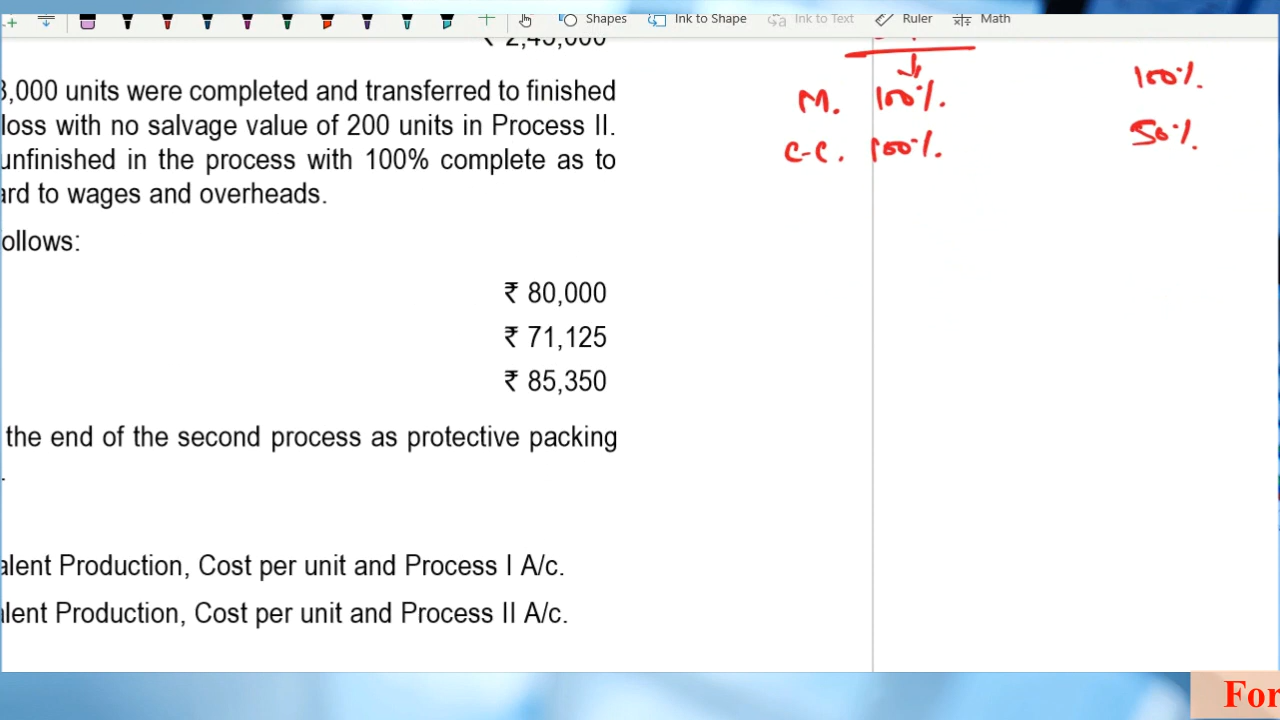 Shapes Ink to Shape Ink to Text Ruler Math
₹ 2,45,000
3,000 units were completed and transferred to finished
loss with no salvage value of 200 units in Process II.
unfinished in the process with 100% complete as to
ard to wages and overheads.
ollows:
₹ 80,000
₹ 71,125
₹ 85,350
the end of the second process as protective packing
.
alent Production, Cost per unit and Process I A/c.
alent Production, Cost per unit and Process II A/c.
M. 100%. 100%.
C-C. 100%. 50%.
For